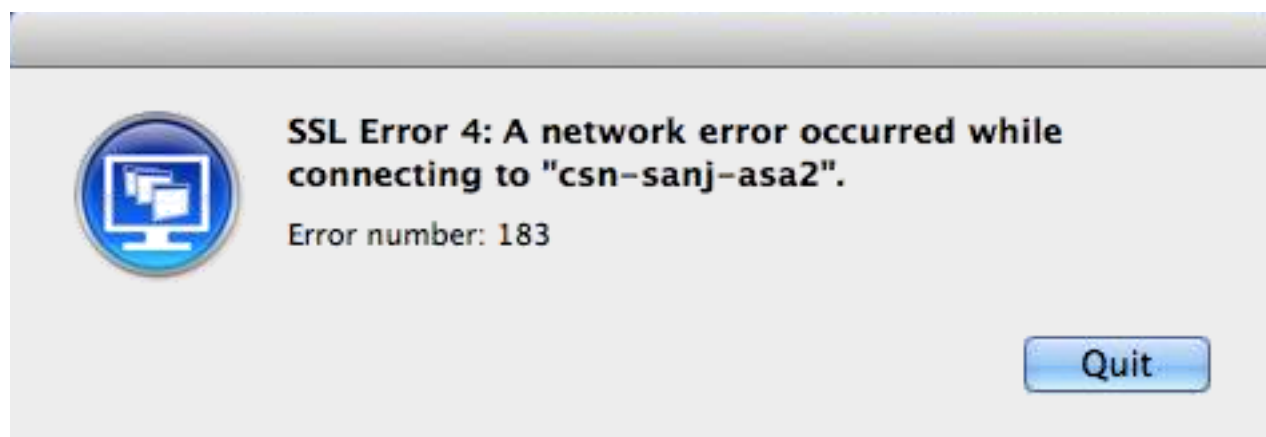 SSL Error 4: A network error occurred while
connecting to "csn-sanj-asa2".
Error number: 183
Quit